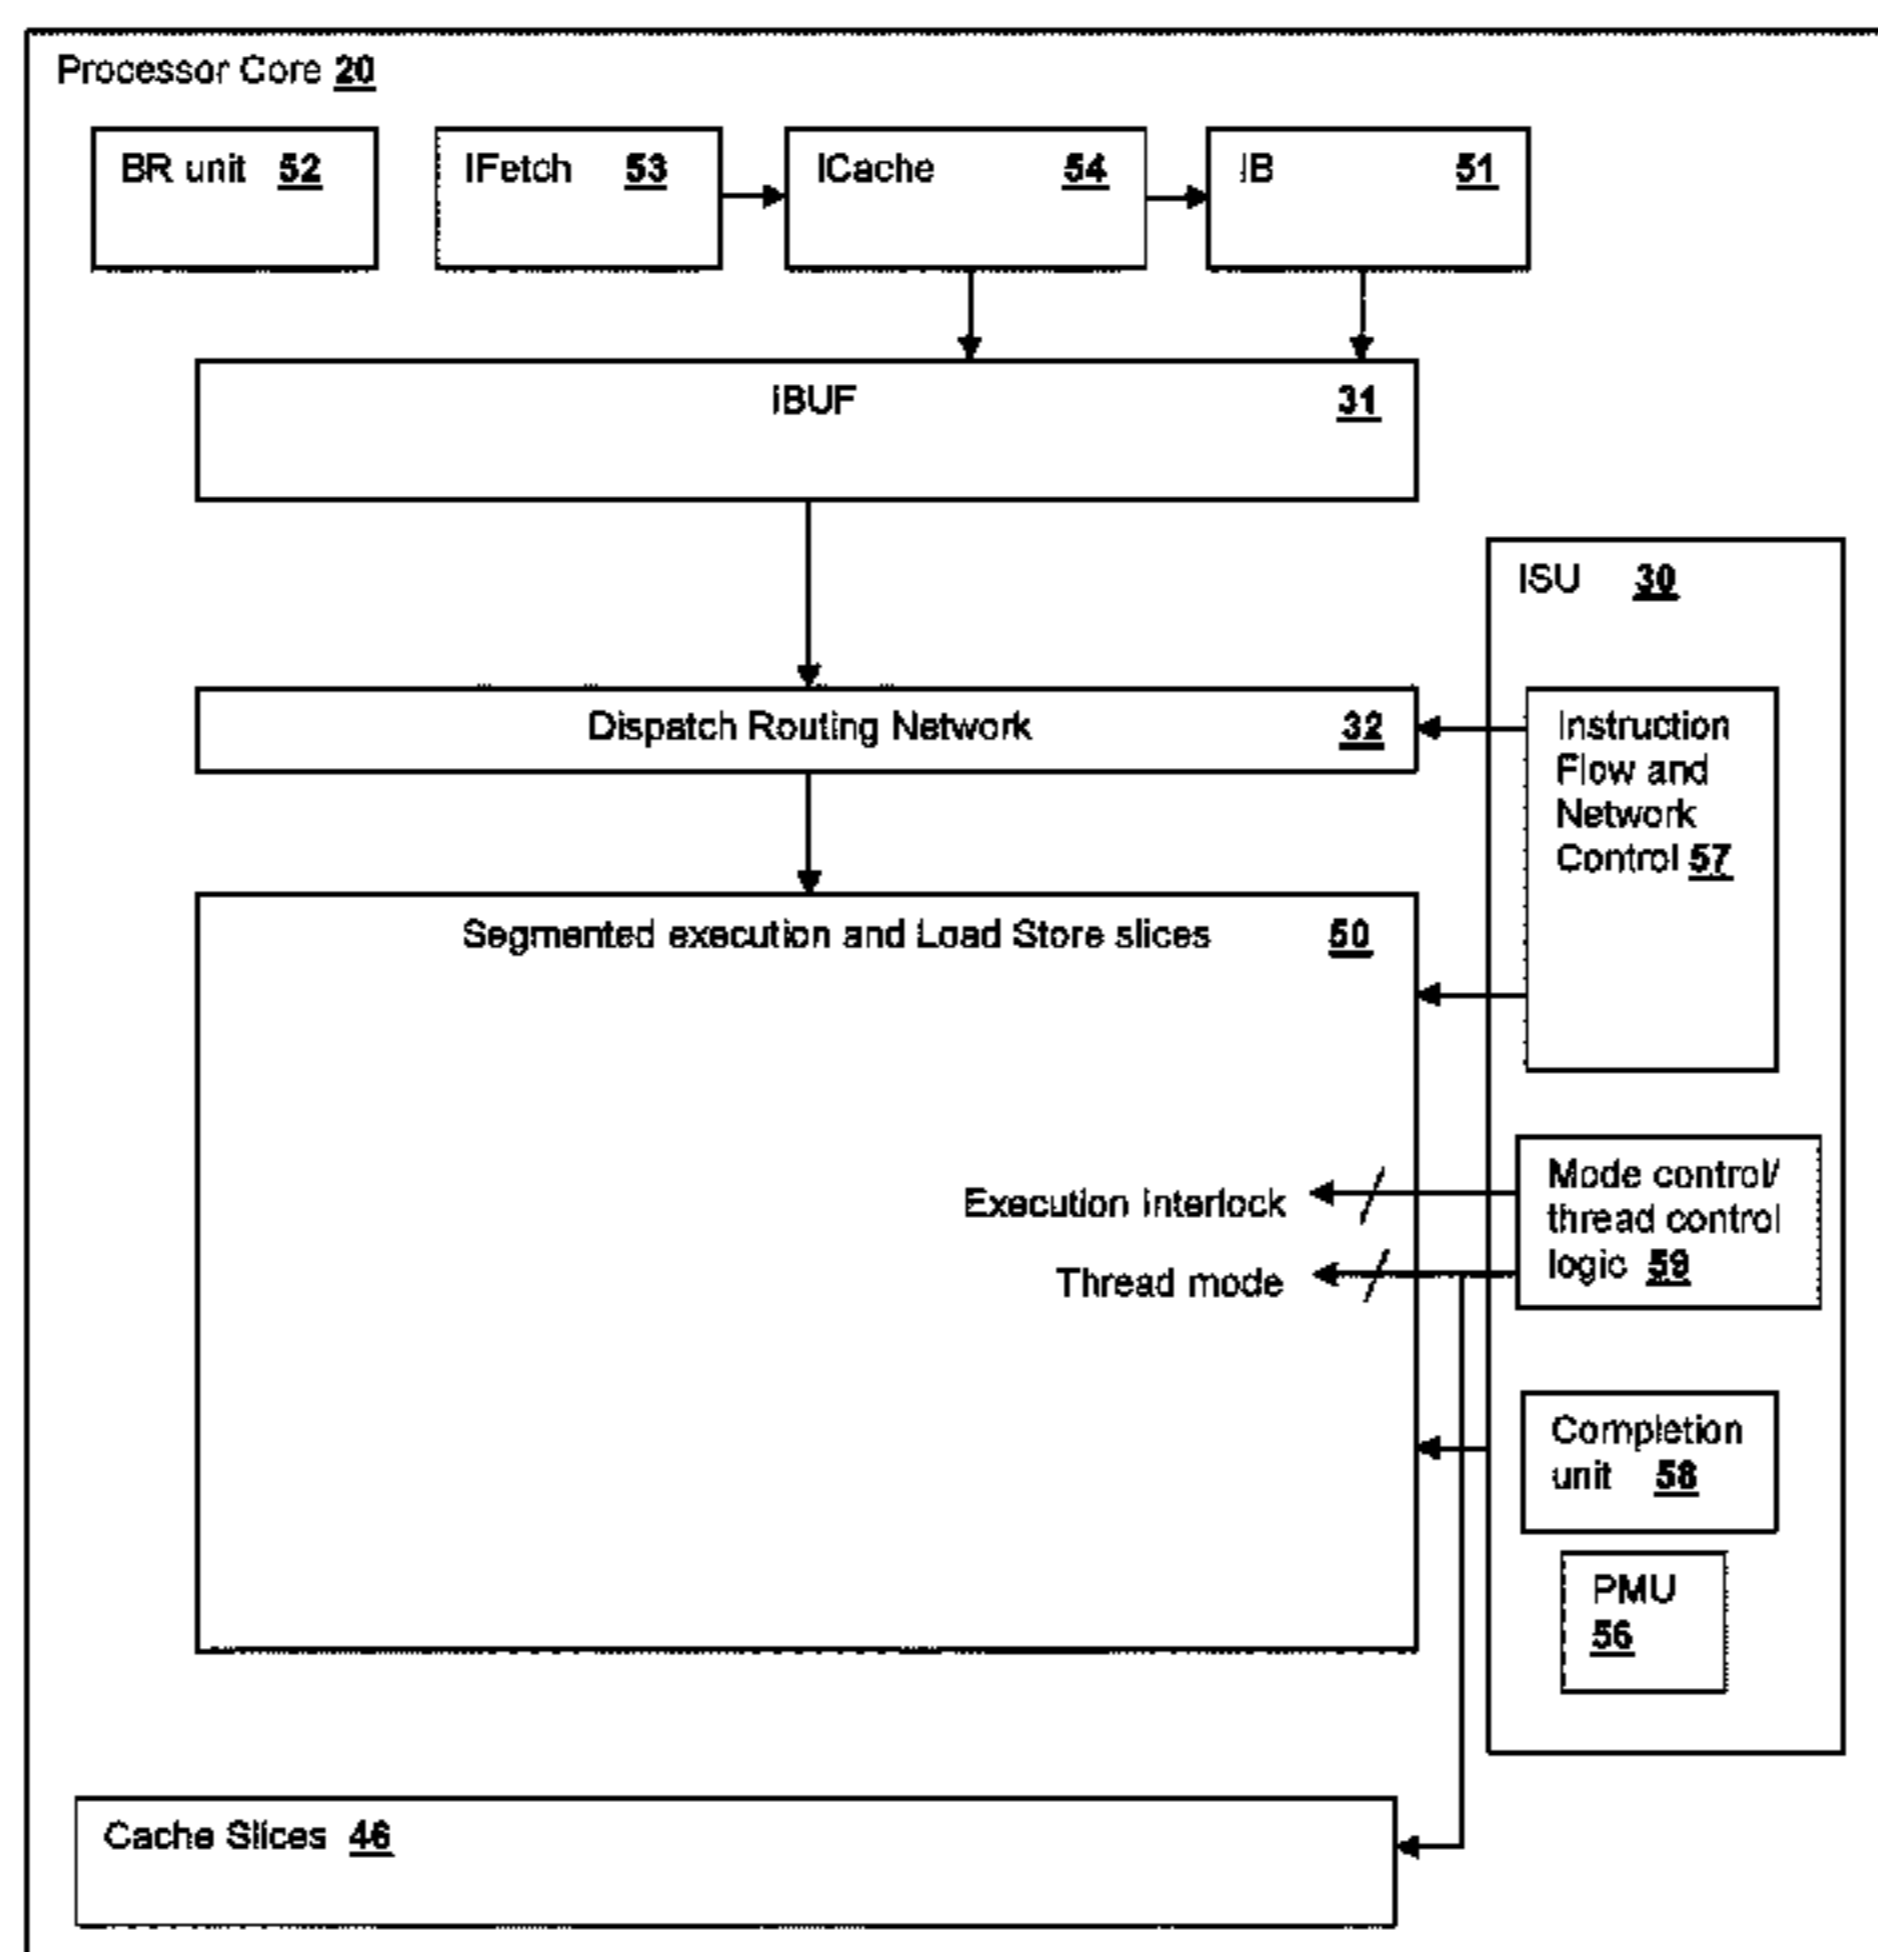 Processor Core 20
BR unit 52
IFetch 53
ICache 54
IB 51
IBUF 31
ISU 30
Dispatch Routing Network 32
Instruction
Flow and
Network
Control 57
Segmented execution and Load Store slices 50
Execution Interlock
Thread mode
Mode control/
thread control
logic 59
Completion
unit 58
PMU
56
Cache Slices 46